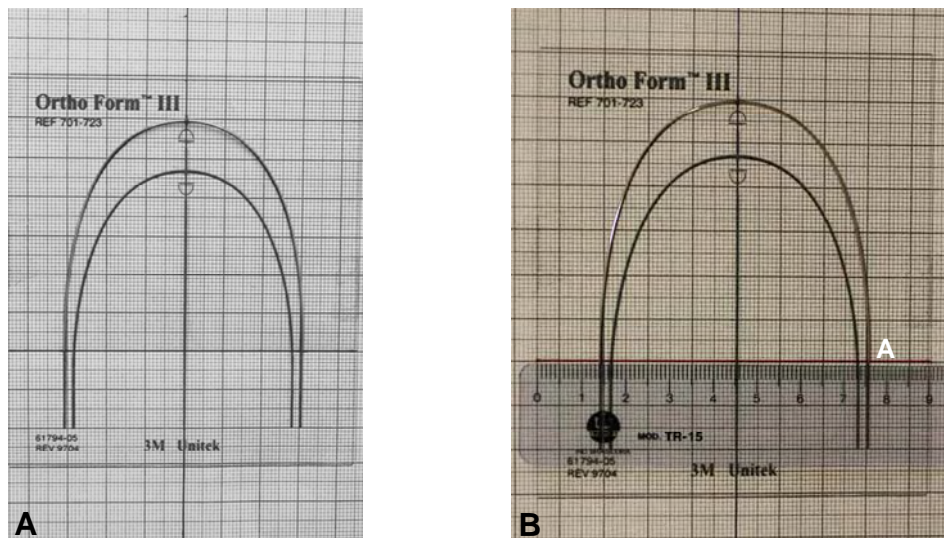 Ortho Form™ III
REF 701-723
61794-05
REV 9704
3M Unitek
A
Ortho Form™ III
REF 701-723
A
0 1 2 3 4 5 6 7 8 9
MOD. TR-15
61794-05
REV 9704
3M Unitek
B